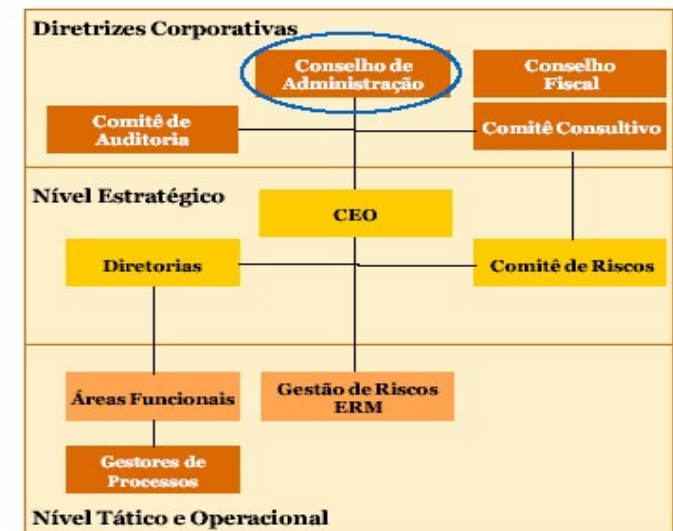 Diretrizes Corporativas
Conselho de
Administração
Conselho
Fiscal
Comitê de
Auditoria
Comitê Consultivo
Nível Estratégico
CEO
Diretorias
Comitê de Riscos
Áreas Funcionais
Gestão de Riscos
ERM
Gestores de
Processos
Nível Tático e Operacional